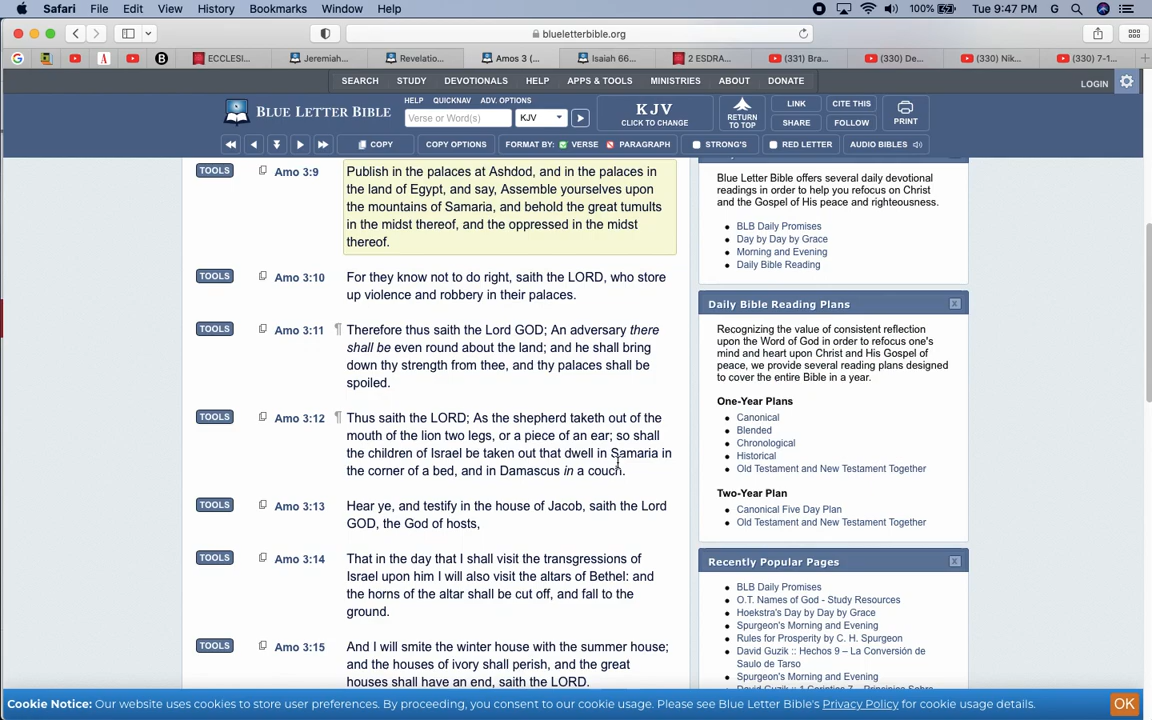 Safari File Edit View History Bookmarks Window Help 100% Tue 9:47 PM G
blueletterbible.org
ECCLESI... Jeremiah... Revelatio... Amos 3 (... Isaiah 66... 2 ESDRA... (331) Bra... (330) De... (330) Nik... (330) 7-1...
SEARCH STUDY DEVOTIONALS HELP APPS & TOOLS MINISTRIES ABOUT DONATE
LOGIN
BLUE LETTER BIBLE
HELP QUICKNAV ADV. OPTIONS
Verse or Word(s) KJV
KJV
CLICK TO CHANGE
RETURN
TO TOP
LINK CITE THIS
SHARE FOLLOW
PRINT
COPY COPY OPTIONS FORMAT BY: VERSE PARAGRAPH STRONG'S RED LETTER AUDIO BIBLES
TOOLS Amo 3:9 Publish in the palaces at Ashdod, and in the palaces in
the land of Egypt, and say, Assemble yourselves upon
the mountains of Samaria, and behold the great tumults
in the midst thereof, and the oppressed in the midst
thereof.
TOOLS Amo 3:10 For they know not to do right, saith the LORD, who store
up violence and robbery in their palaces.
TOOLS Amo 3:11 ¶ Therefore thus saith the Lord GOD; An adversary there
shall be even round about the land; and he shall bring
down thy strength from thee, and thy palaces shall be
spoiled.
TOOLS Amo 3:12 ¶ Thus saith the LORD; As the shepherd taketh out of the
mouth of the lion two legs, or a piece of an ear; so shall
the children of Israel be taken out that dwell in Samaria in
the corner of a bed, and in Damascus in a couch.
TOOLS Amo 3:13 Hear ye, and testify in the house of Jacob, saith the Lord
GOD, the God of hosts,
TOOLS Amo 3:14 That in the day that I shall visit the transgressions of
Israel upon him I will also visit the altars of Bethel: and
the horns of the altar shall be cut off, and fall to the
ground.
TOOLS Amo 3:15 And I will smite the winter house with the summer house;
and the houses of ivory shall perish, and the great
houses shall have an end, saith the LORD.
Blue Letter Bible offers several daily devotional
readings in order to help you refocus on Christ
and the Gospel of His peace and righteousness.
BLB Daily Promises
Day by Day by Grace
Morning and Evening
Daily Bible Reading
Daily Bible Reading Plans
Recognizing the value of consistent reflection
upon the Word of God in order to refocus one's
mind and heart upon Christ and His Gospel of
peace, we provide several reading plans designed
to cover the entire Bible in a year.
One-Year Plans
Canonical
Blended
Chronological
Historical
Old Testament and New Testament Together
Two-Year Plan
Canonical Five Day Plan
Old Testament and New Testament Together
Recently Popular Pages
BLB Daily Promises
O.T. Names of God - Study Resources
Hoekstra's Day by Day by Grace
Spurgeon's Morning and Evening
Rules for Prosperity by C. H. Spurgeon
David Guzik :: Hechos 9 – La Conversión de
Saulo de Tarso
Spurgeon's Morning and Evening
Cookie Notice: Our website uses cookies to store user preferences. By proceeding, you consent to our cookie usage. Please see Blue Letter Bible's Privacy Policy for cookie usage details. OK